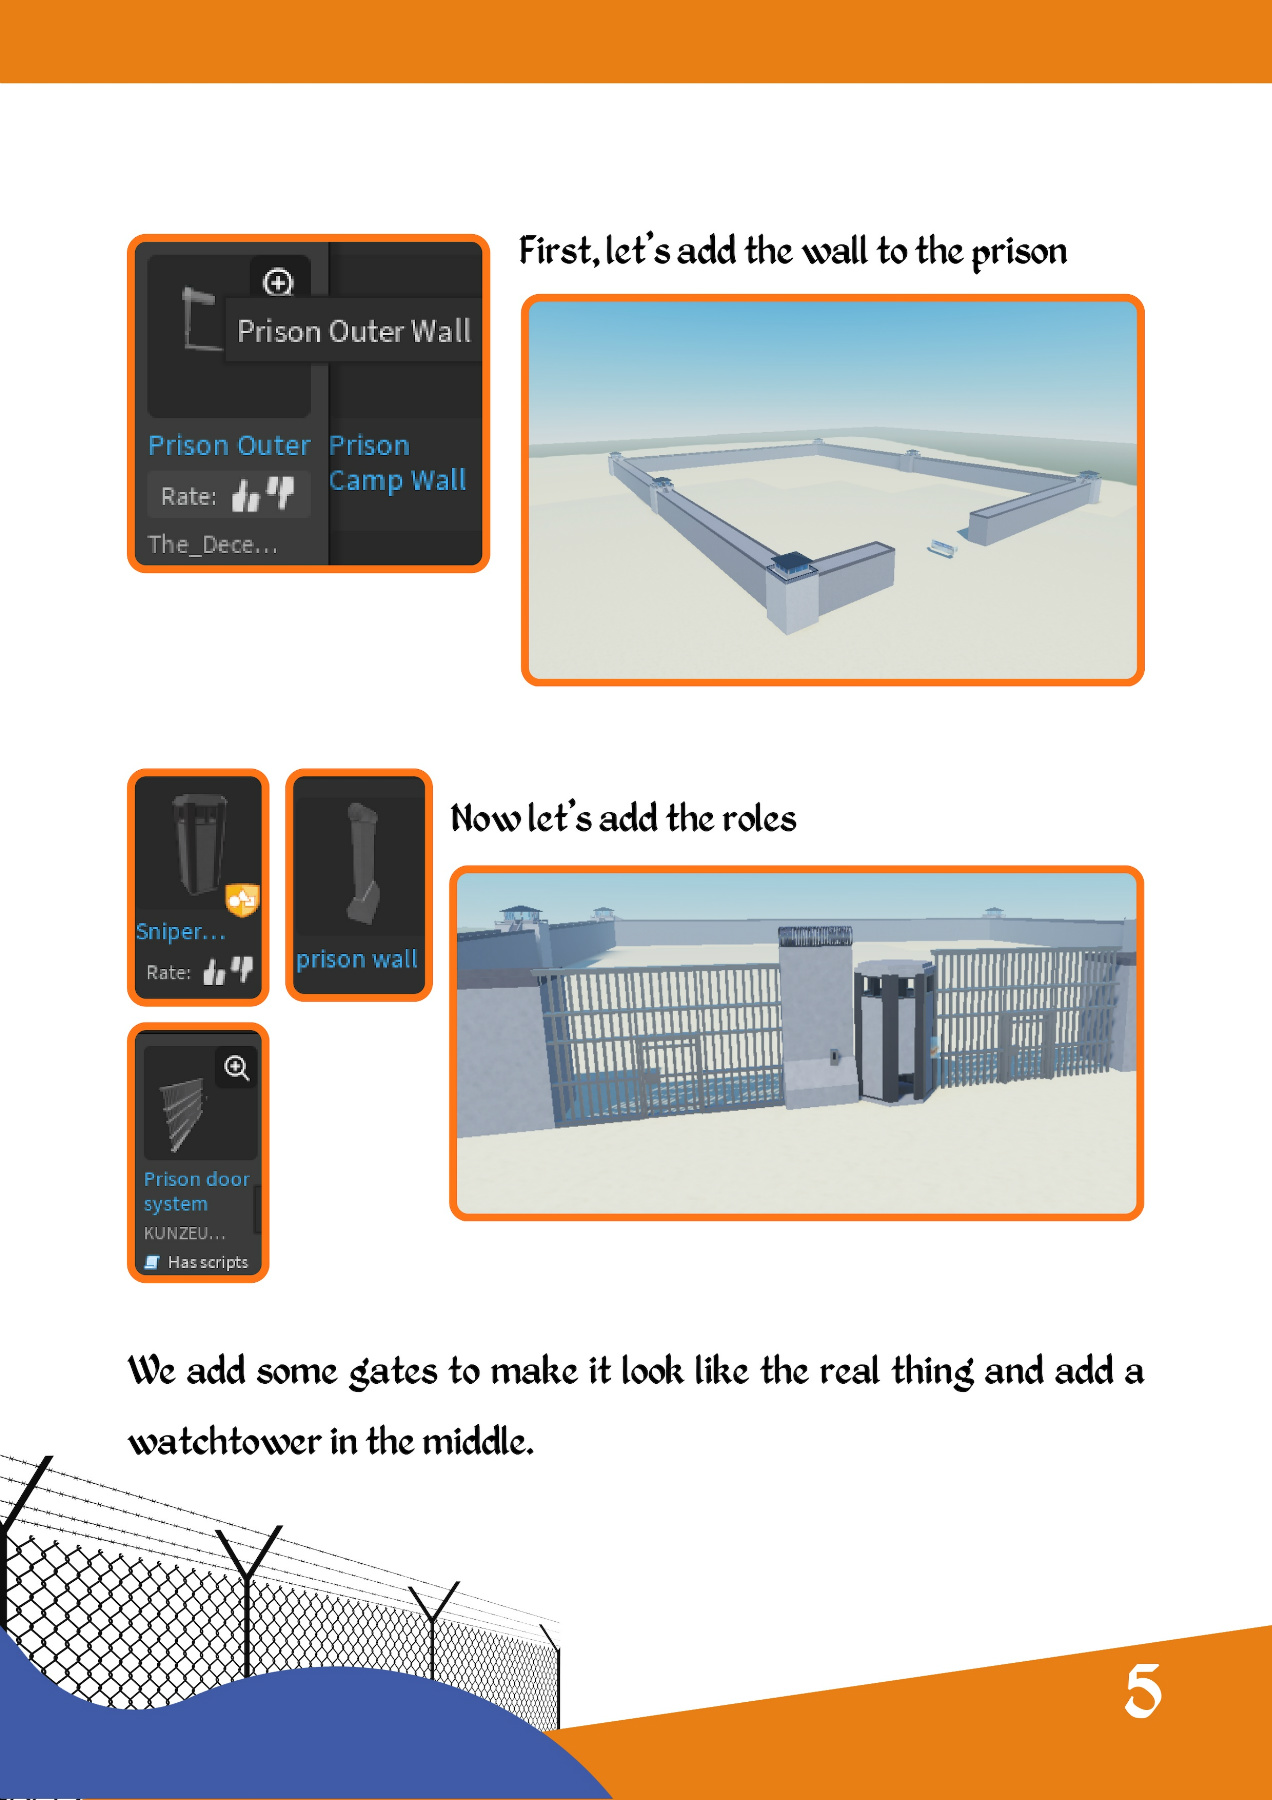 First, let's add the wall to the prison
Prison Outer Wall
Prison Outer
Prison
Camp Wall
Rate:
The_Dece...
Now let's add the roles
Sniper...
Rate:
prison wall
Prison door
system
KUNZEU...
Has scripts
We add some gates to make it look like the real thing and add a
watchtower in the middle.
5